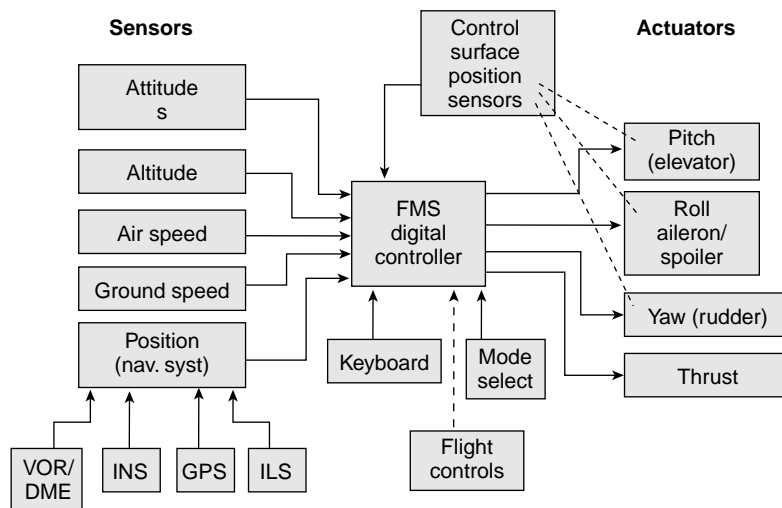 Sensors
Control
surface
position
sensors
Actuators
Attitude
s
Altitude
Air speed
Ground speed
Position
(nav. syst)
VOR/
DME
INS
GPS
ILS
FMS
digital
controller
Keyboard
Mode
select
Flight
controls
Pitch
(elevator)
Roll
aileron/
spoiler
Yaw (rudder)
Thrust